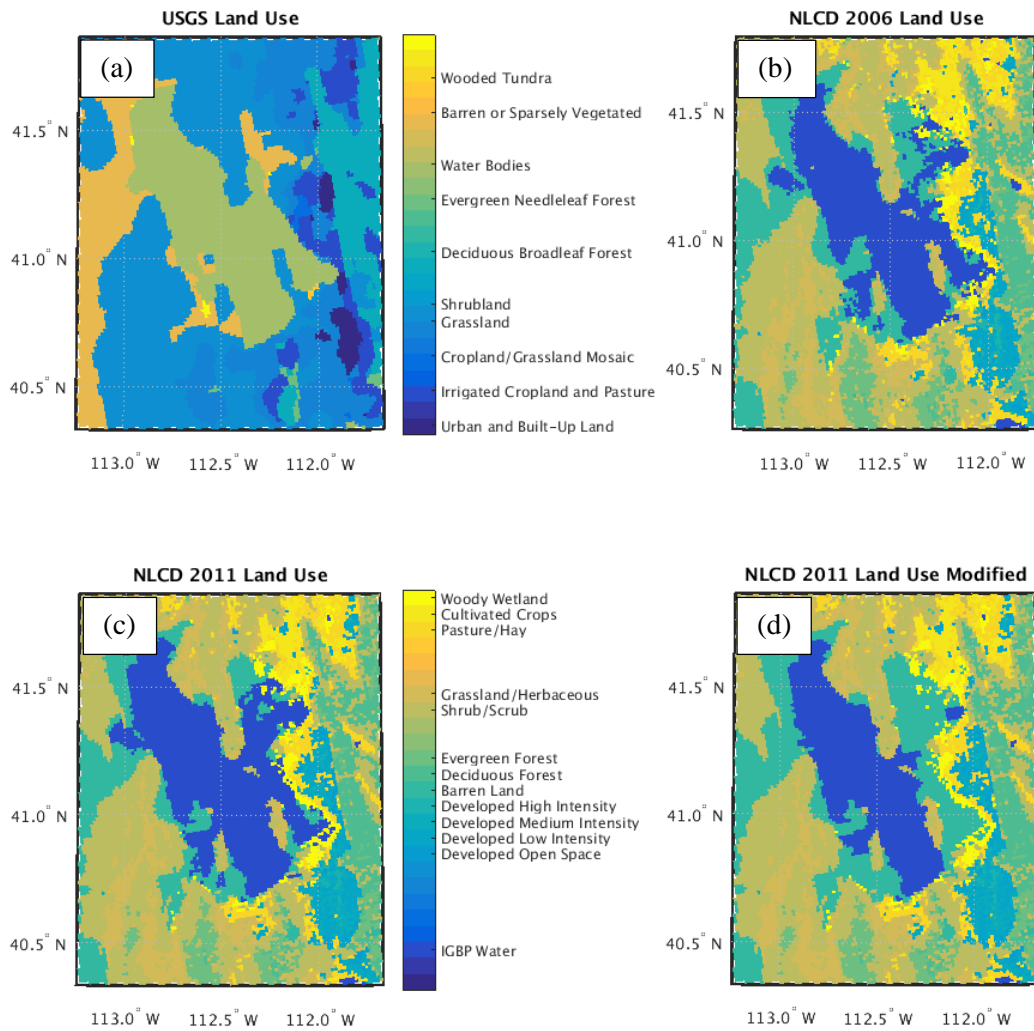 USGS Land Use
(a)
41.5° N
41.0° N
40.5° N
113.0° W 112.5° W 112.0° W
Wooded Tundra
Barren or Sparsely Vegetated
Water Bodies
Evergreen Needleleaf Forest
Deciduous Broadleaf Forest
Shrubland
Grassland
Cropland/Grassland Mosaic
Irrigated Cropland and Pasture
Urban and Built-Up Land
NLCD 2006 Land Use
(b)
41.5° N
41.0° N
40.5° N
113.0° W 112.5° W 112.0° W
NLCD 2011 Land Use
(c)
41.5° N
41.0° N
40.5° N
113.0° W 112.5° W 112.0° W
Woody Wetland
Cultivated Crops
Pasture/Hay
Grassland/Herbaceous
Shrub/Scrub
Evergreen Forest
Deciduous Forest
Barren Land
Developed High Intensity
Developed Medium Intensity
Developed Low Intensity
Developed Open Space
IGBP Water
NLCD 2011 Land Use Modified
(d)
41.5° N
41.0° N
40.5° N
113.0° W 112.5° W 112.0° W